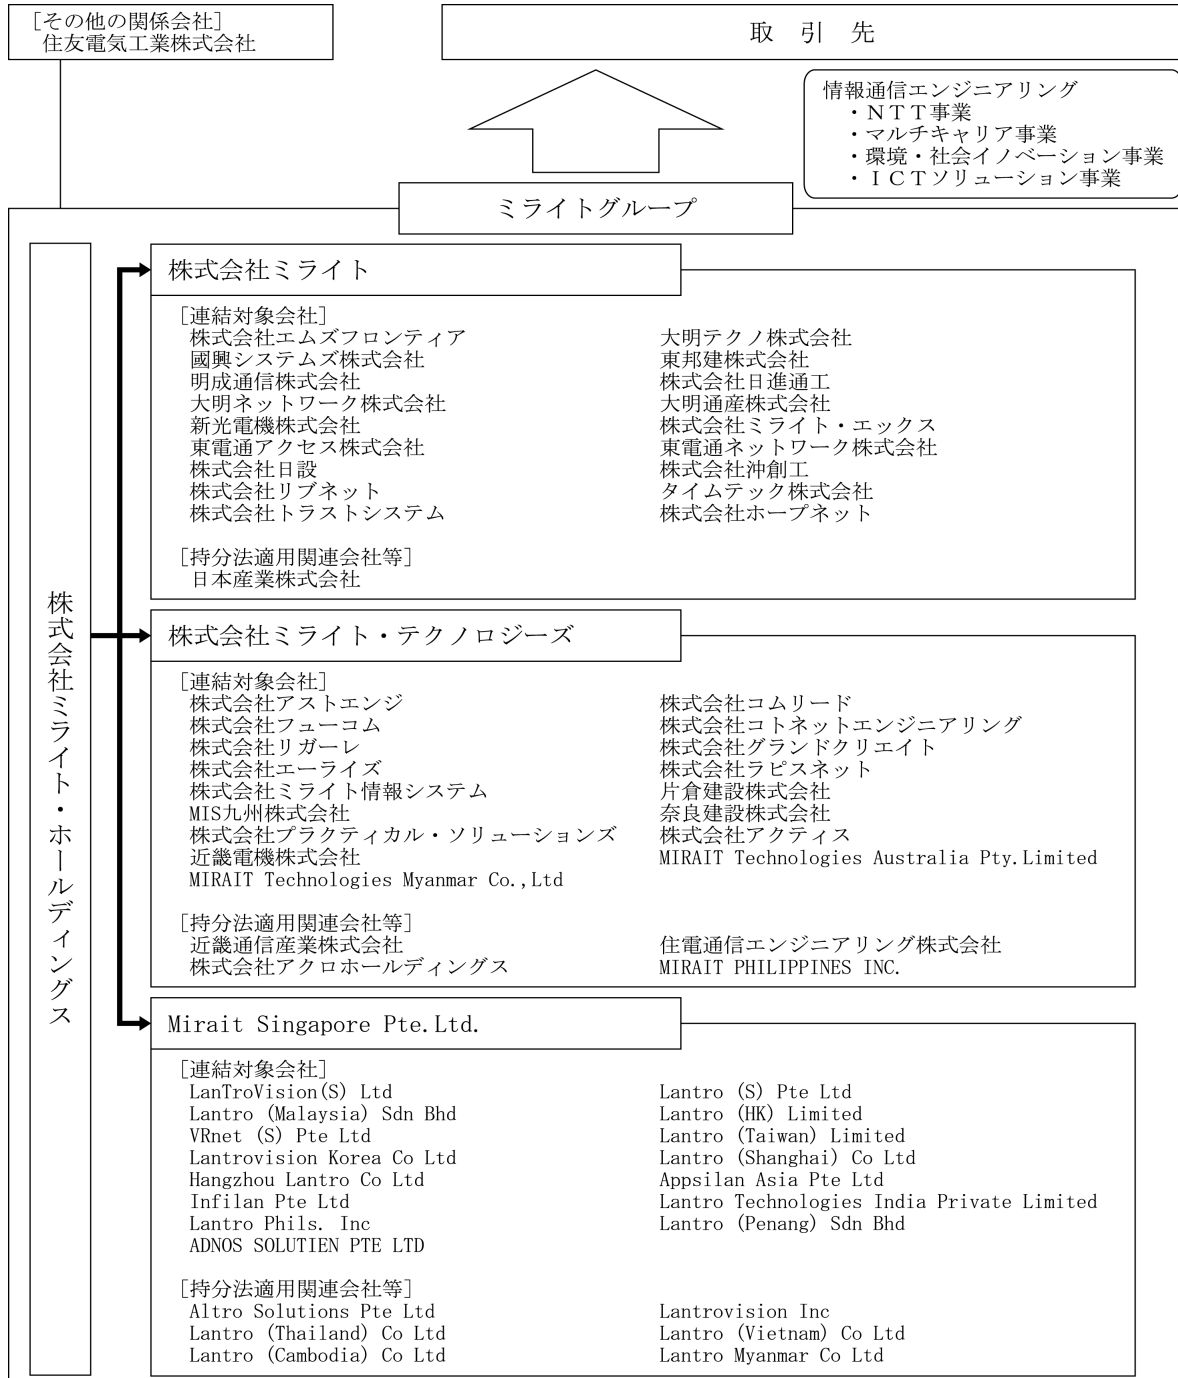 [その他の関係会社]
住友電気工業株式会社
取引先
情報通信エンジニアリング
・ＮＴＴ事業
・マルチキャリア事業
・環境・社会イノベーション事業
・ＩＣＴソリューション事業
ミライトグループ
株式会社ミライト・ホールディングス
株式会社ミライト
[連結対象会社]
株式会社エムズフロンティア 大明テクノ株式会社
國興システムズ株式会社 東邦建株式会社
明成通信株式会社 株式会社日進通工
大明ネットワーク株式会社 大明通産株式会社
新光電機株式会社 株式会社ミライト・エックス
東電通アクセス株式会社 東電通ネットワーク株式会社
株式会社日設 株式会社沖創工
株式会社リブネット タイムテック株式会社
株式会社トラストシステム 株式会社ホープネット
[持分法適用関連会社等]
日本産業株式会社
株式会社ミライト・テクノロジーズ
[連結対象会社]
株式会社アストエンジ 株式会社コムリード
株式会社フューコム 株式会社コトネットエンジニアリング
株式会社リガーレ 株式会社グランドクリエイト
株式会社エーライズ 株式会社ラピスネット
株式会社ミライト情報システム 片倉建設株式会社
MIS九州株式会社 奈良建設株式会社
株式会社プラクティカル・ソリューションズ 株式会社アクティス
近畿電機株式会社 MIRAIT Technologies Australia Pty.Limited
MIRAIT Technologies Myanmar Co.,Ltd
[持分法適用関連会社等]
近畿通信産業株式会社 住電通信エンジニアリング株式会社
株式会社アクロホールディングス MIRAIT PHILIPPINES INC.
Mirait Singapore Pte.Ltd.
[連結対象会社]
LanTroVision(S) Ltd Lantro (S) Pte Ltd
Lantro (Malaysia) Sdn Bhd Lantro (HK) Limited
VRnet (S) Pte Ltd Lantro (Taiwan) Limited
Lantrovision Korea Co Ltd Lantro (Shanghai) Co Ltd
Hangzhou Lantro Co Ltd Appsilan Asia Pte Ltd
Infilan Pte Ltd Lantro Technologies India Private Limited
Lantro Phils. Inc Lantro (Penang) Sdn Bhd
ADNOS SOLUTIEN PTE LTD
[持分法適用関連会社等]
Altro Solutions Pte Ltd Lantrovision Inc
Lantro (Thailand) Co Ltd Lantro (Vietnam) Co Ltd
Lantro (Cambodia) Co Ltd Lantro Myanmar Co Ltd